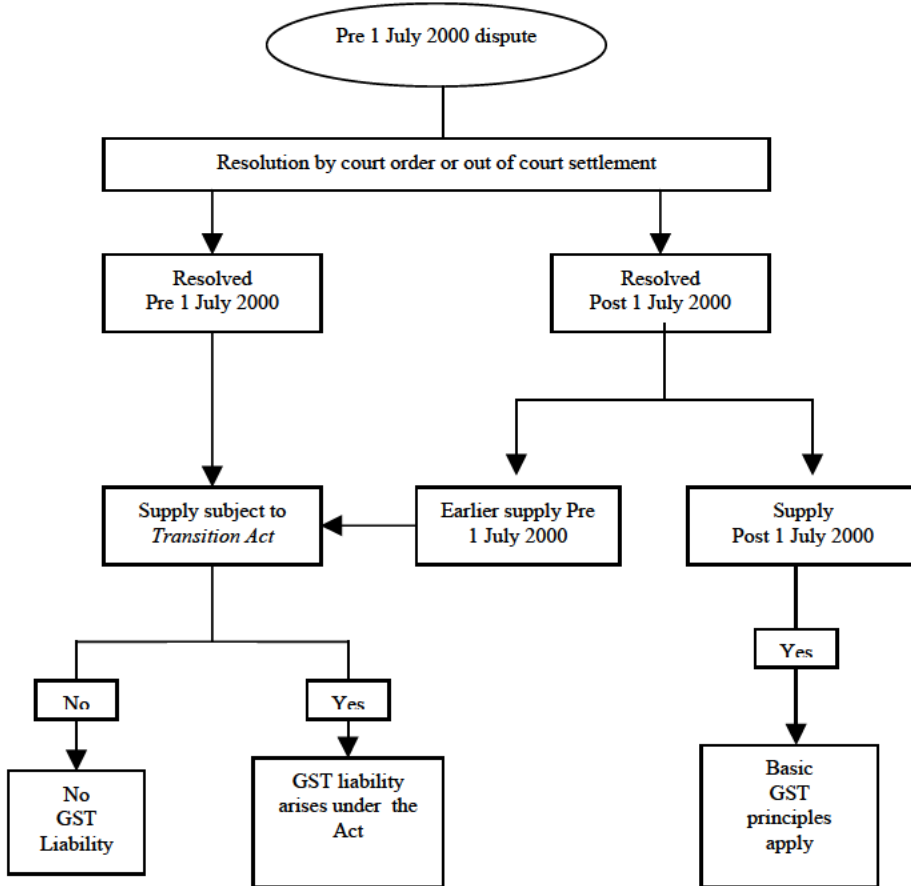 Pre 1 July 2000 dispute
Resolution by court order or out of court settlement
Resolved
Pre 1 July 2000
Resolved
Post 1 July 2000
Supply subject to
Transition Act
Earlier supply Pre
1 July 2000
Supply
Post 1 July 2000
Yes
No
Yes
No
GST
Liability
GST liability
arises under the
Act
Basic
GST
principles
apply